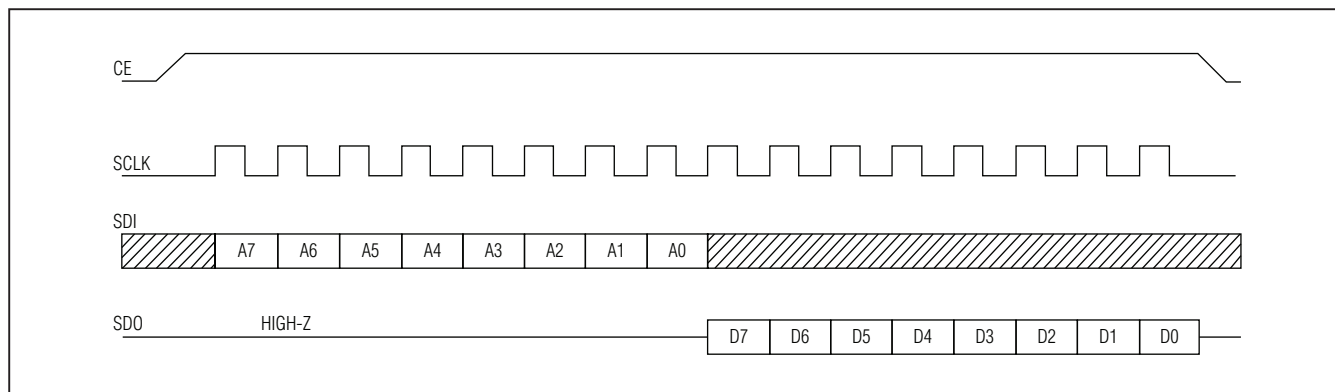 CE
SCLK
SDI
A7 A6 A5 A4 A3 A2 A1 A0
SDO HIGH-Z
D7 D6 D5 D4 D3 D2 D1 D0